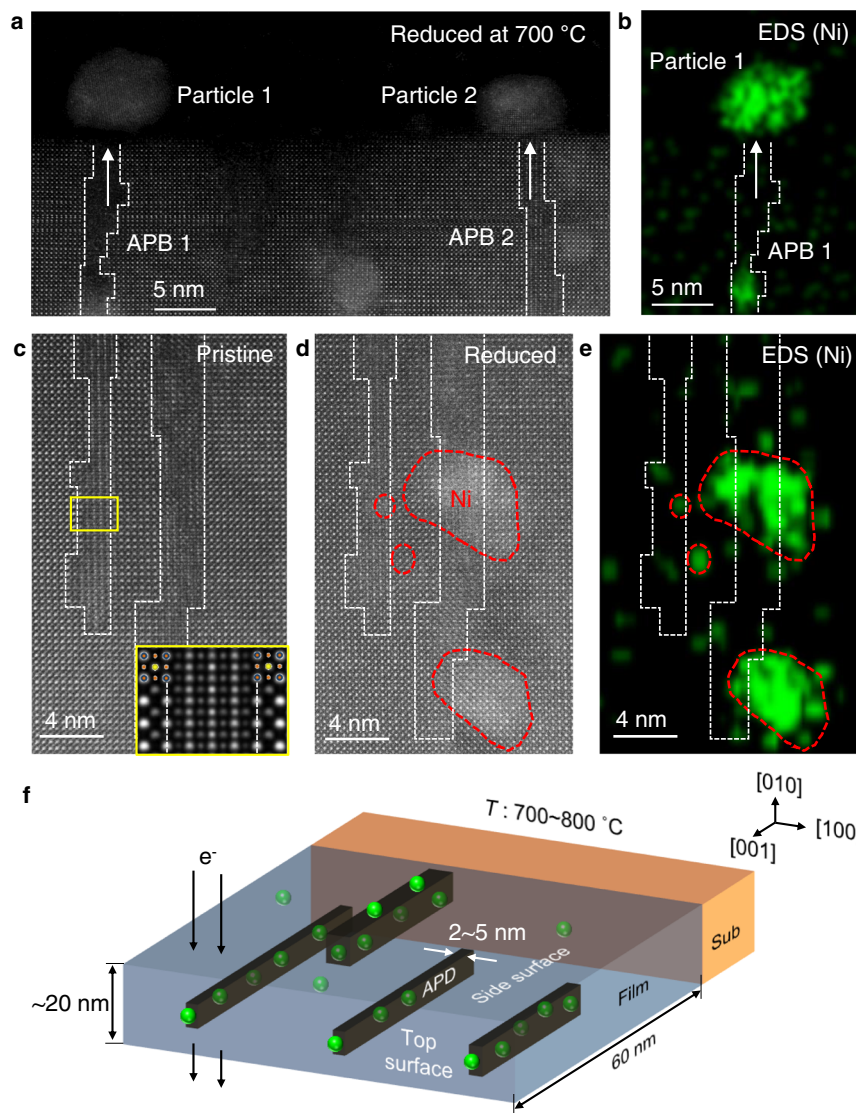 a
Reduced at 700 °C
Particle 1
Particle 2
APB 1
APB 2
5 nm
b
EDS (Ni)
Particle 1
APB 1
5 nm
c
Pristine
4 nm
d
Reduced
Ni
4 nm
e
EDS (Ni)
4 nm
f
T : 700~800 °C
[010]
[100]
[001]
e-
2~5 nm
Sub
APD
Side surface
Film
~20 nm
Top
surface
60 nm